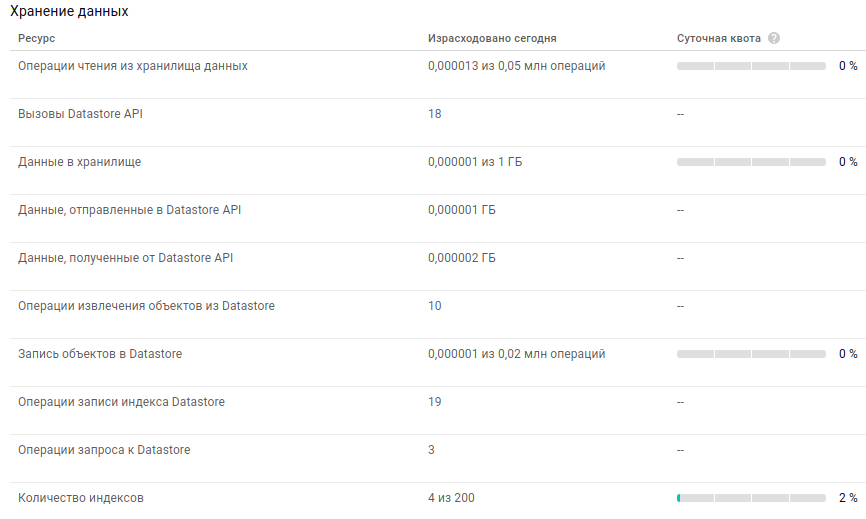 Хранение данных
Ресурс Израсходовано сегодня Суточная квота ?
Операции чтения из хранилища данных 0,000013 из 0,05 млн операций 0 %
Вызовы Datastore API 18 --
Данные в хранилище 0,000001 из 1 ГБ 0 %
Данные, отправленные в Datastore API 0,000001 ГБ --
Данные, полученные от Datastore API 0,000002 ГБ --
Операции извлечения объектов из Datastore 10 --
Запись объектов в Datastore 0,000001 из 0,02 млн операций 0 %
Операции записи индекса Datastore 19 --
Операции запроса к Datastore 3 --
Количество индексов 4 из 200 2 %